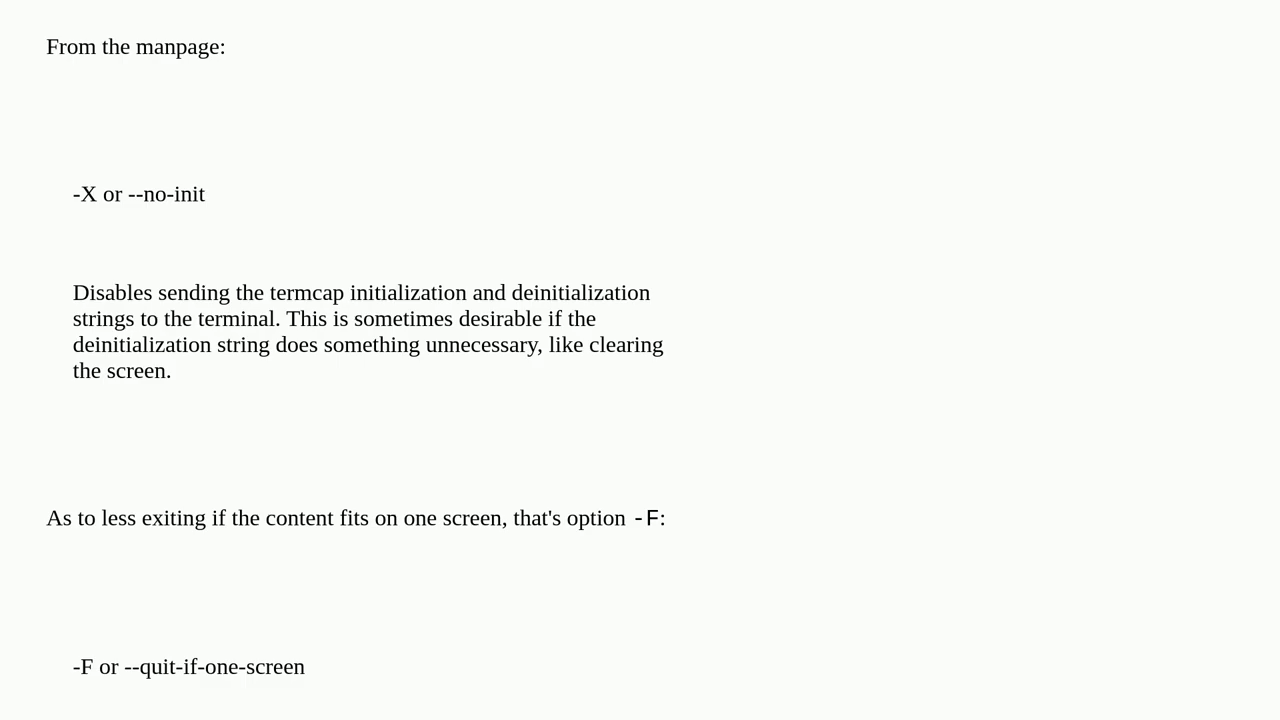 From the manpage:
-X or --no-init
Disables sending the termcap initialization and deinitialization
strings to the terminal. This is sometimes desirable if the
deinitialization string does something unnecessary, like clearing
the screen.
As to less exiting if the content fits on one screen, that's option -F:
-F or --quit-if-one-screen